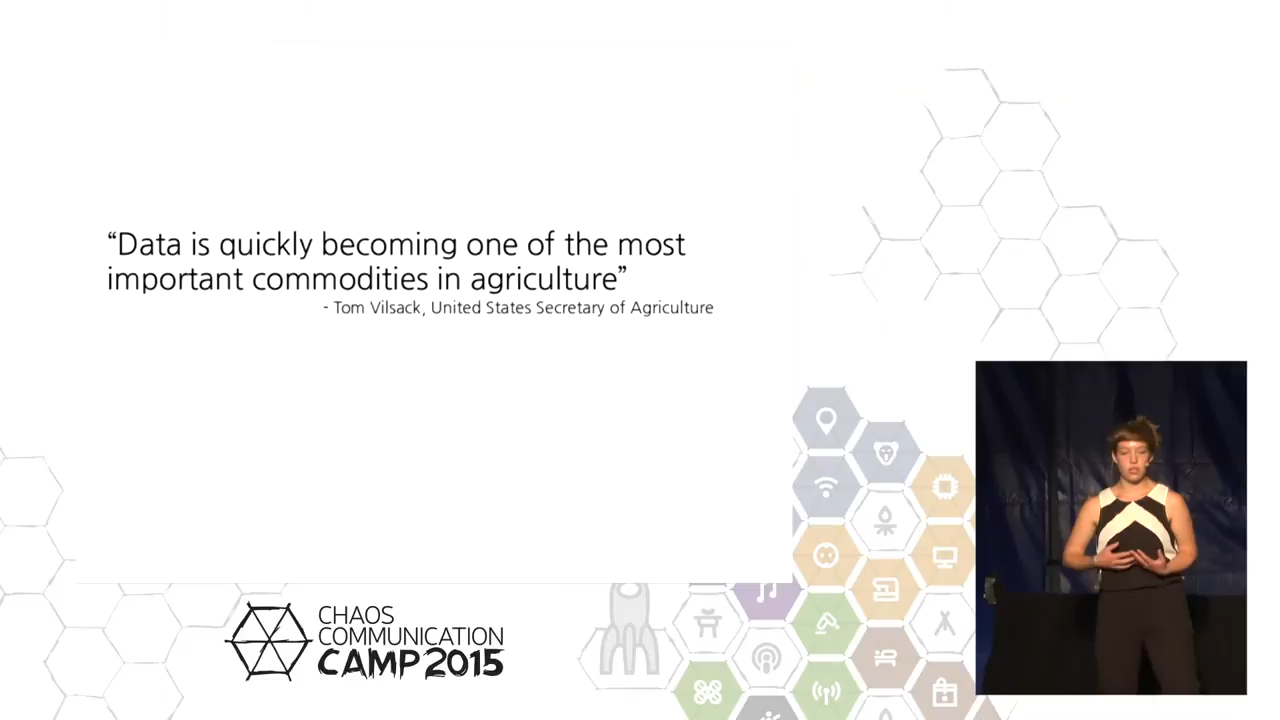 “Data is quickly becoming one of the most
important commodities in agriculture”
- Tom Vilsack, United States Secretary of Agriculture
CHAOS
COMMUNICATION
CAMP 2015